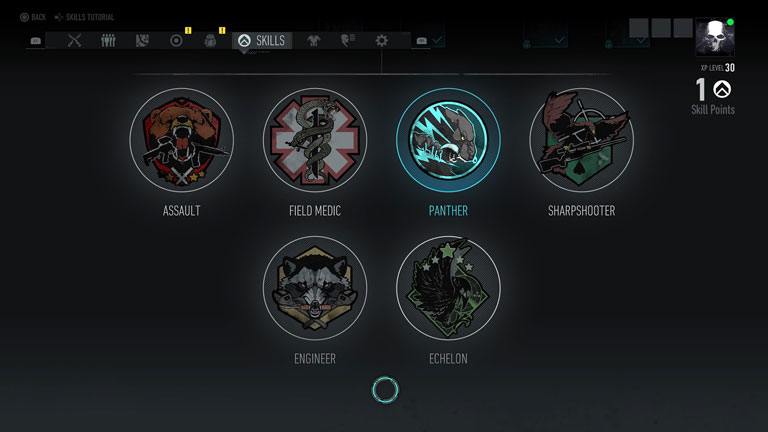 BACK
SKILLS TUTORIAL
SKILLS
XP LEVEL 30
1
Skill Points
ASSAULT
FIELD MEDIC
PANTHER
SHARPSHOOTER
ENGINEER
ECHELON